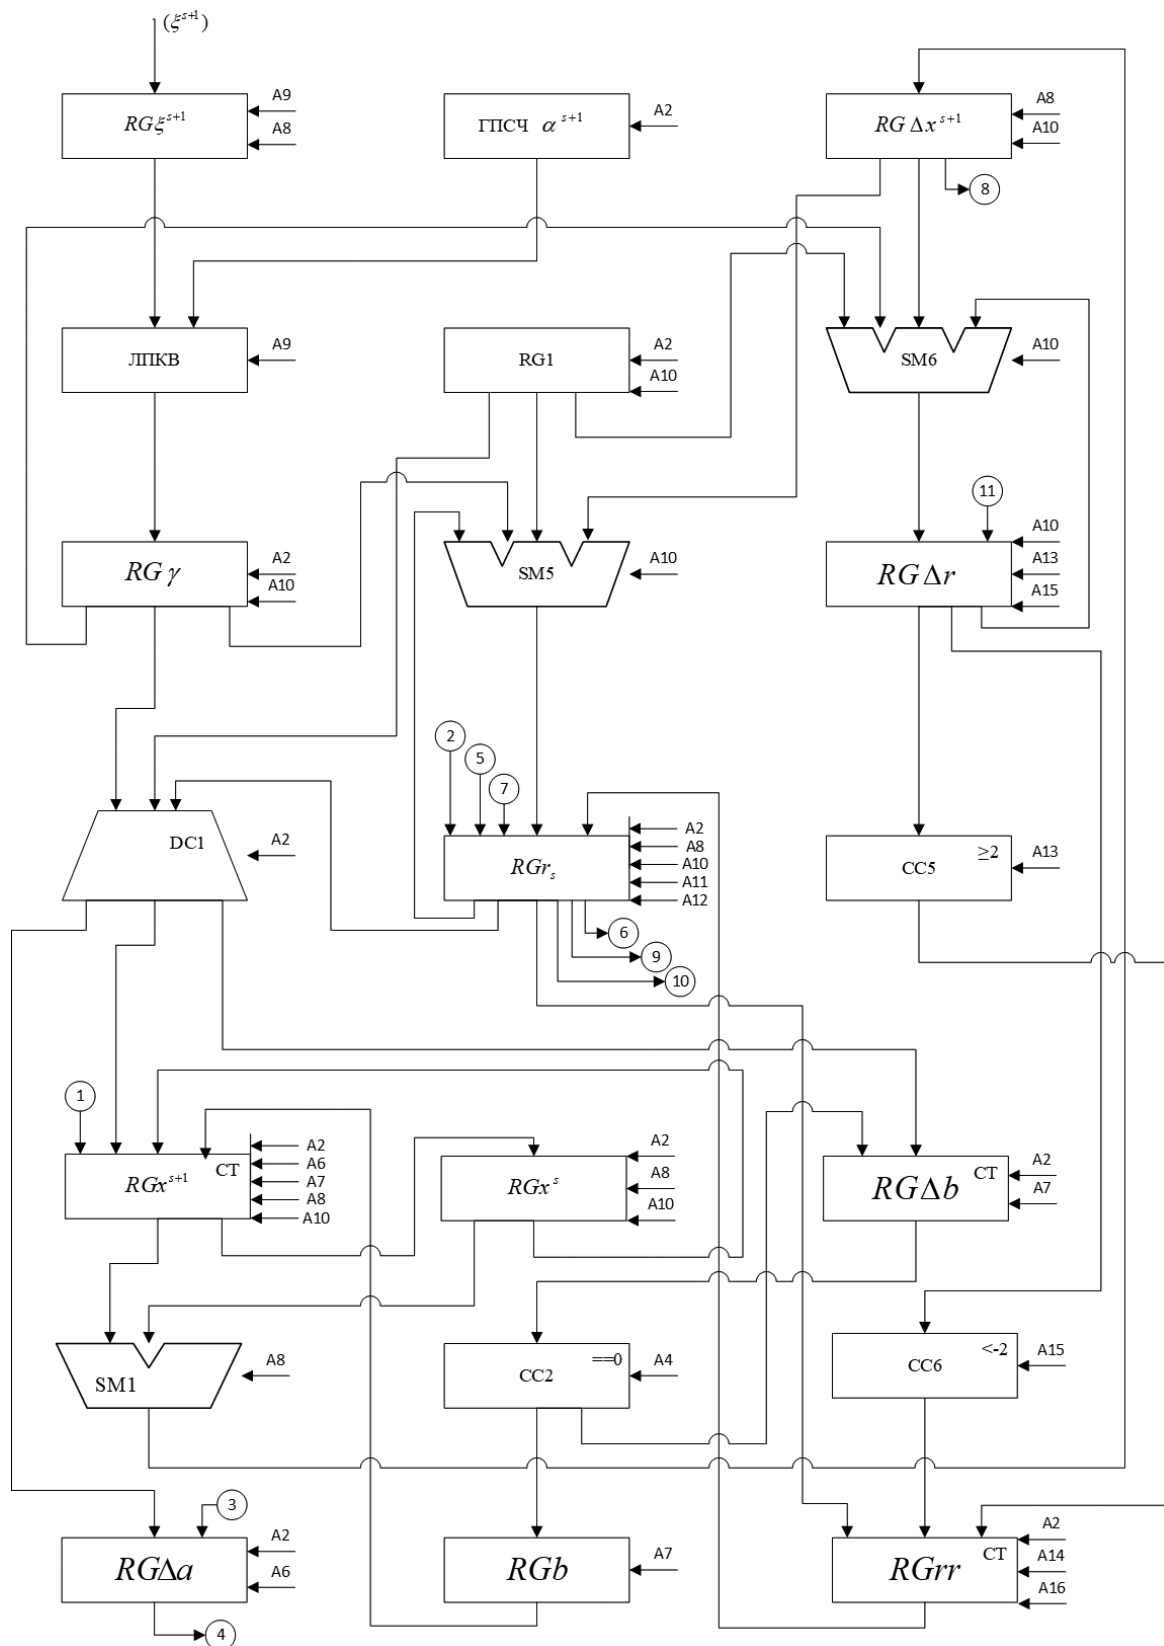 (ξ^{s+1})
RG ξ^{s+1}
A9
A8
ГПСЧ α^{s+1}
A2
RG Δx^{s+1}
A8
A10
8
ЛПКВ
A9
RG1
A2
A10
SM6
A10
RG γ
A2
A10
SM5
A10
11
RG Δr
A10
A13
A15
2
5
7
DC1
A2
RGr_s
A2
A8
A10
A11
A12
≥2
CC5
A13
6
9
10
1
CT
RGx^{s+1}
A2
A6
A7
A8
A10
RGx^s
A2
A8
A10
CT
RGΔb
A2
A7
SM1
A8
==0
CC2
A4
<-2
CC6
A15
3
RGΔa
A2
A6
RGb
A7
CT
RGrr
A2
A14
A16
4